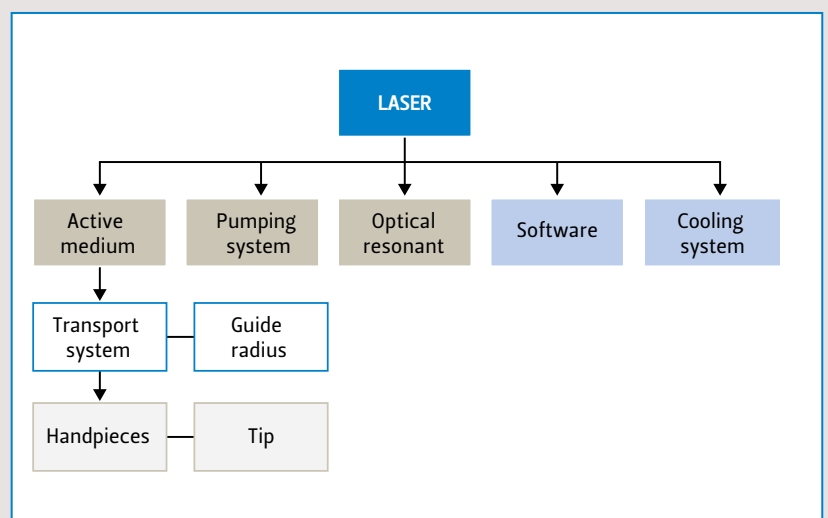 LASER
Active
medium
Pumping
system
Optical
resonant
Software
Cooling
system
Transport
system
Guide
radius
Handpieces
Tip